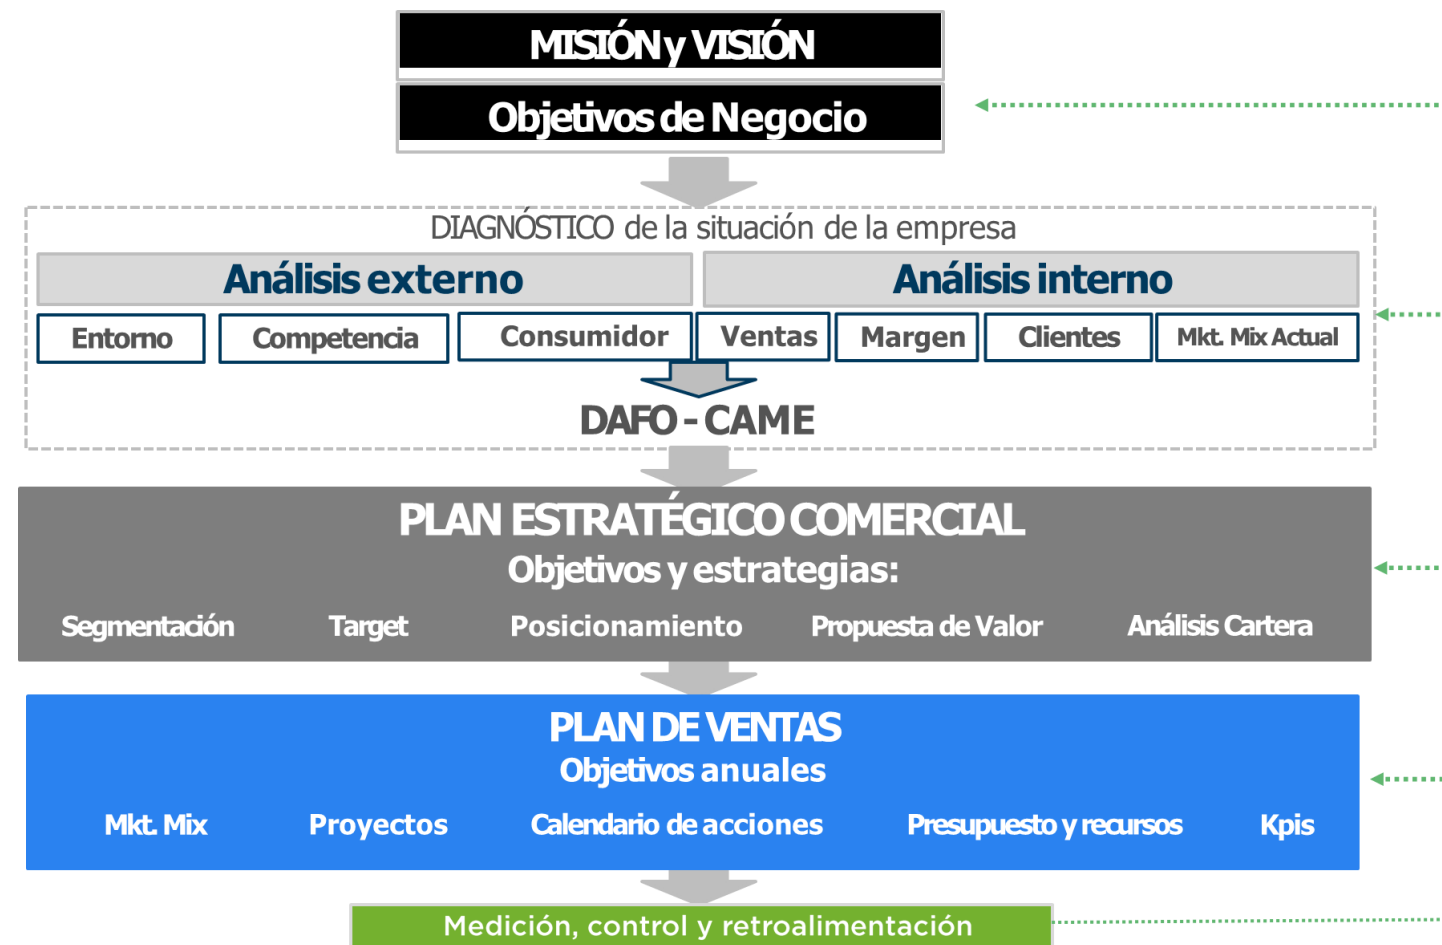 MISIÓN y VISIÓN
Objetivos de Negocio
DIAGNÓSTICO de la situación de la empresa
Análisis externo
Análisis interno
Entorno
Competencia
Consumidor
Ventas
Margen
Clientes
Mkt. Mix Actual
DAFO - CAME
PLAN ESTRATÉGICO COMERCIAL
Objetivos y estrategias:
Segmentación
Target
Posicionamiento
Propuesta de Valor
Análisis Cartera
PLAN DE VENTAS
Objetivos anuales
Mkt. Mix
Proyectos
Calendario de acciones
Presupuesto y recursos
Kpis
Medición, control y retroalimentación